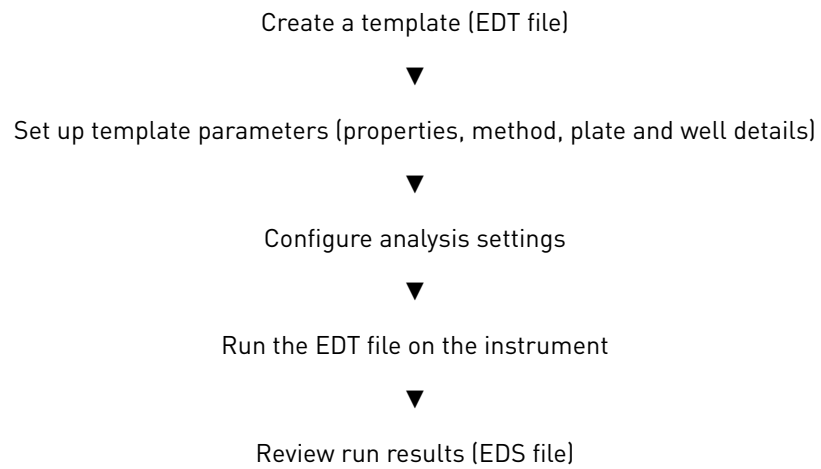 Create a template (EDT file)
▼
Set up template parameters (properties, method, plate and well details)
▼
Configure analysis settings
▼
Run the EDT file on the instrument
▼
Review run results (EDS file)